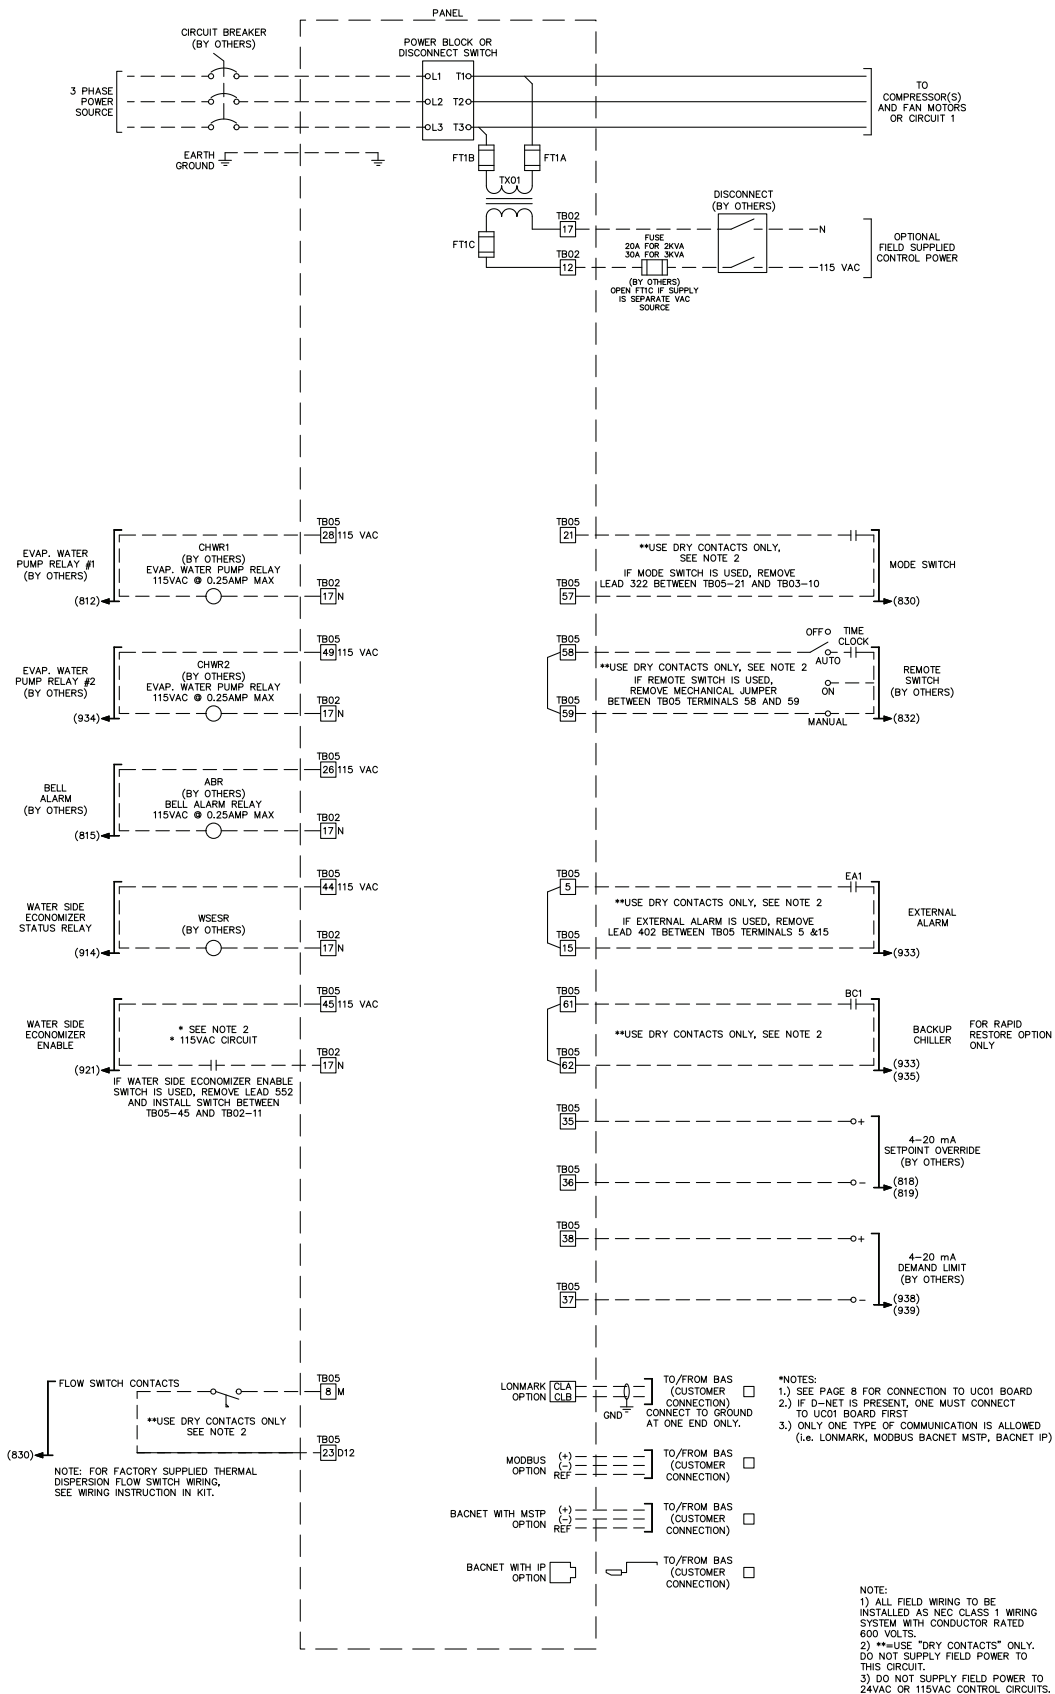 PANEL
CIRCUIT BREAKER
(BY OTHERS)
POWER BLOCK OR
DISCONNECT SWITCH
3 PHASE
POWER
SOURCE
L1 T1
L2 T2
L3 T3
TO
COMPRESSOR(S)
AND FAN MOTORS
OR CIRCUIT 1
EARTH
GROUND
FT1B
FT1A
TX01
FT1C
TB02
17
TB02
12
FUSE
20A FOR 2KVA
30A FOR 3KVA
(BY OTHERS)
OPEN FT1C IF SUPPLY
IS SEPARATE VAC
SOURCE
DISCONNECT
(BY OTHERS)
N
115 VAC
OPTIONAL
FIELD SUPPLIED
CONTROL POWER
EVAP. WATER
PUMP RELAY #1
(BY OTHERS)
(812)
CHWR1
(BY OTHERS)
EVAP. WATER PUMP RELAY
115VAC @ 0.25AMP MAX
TB05
28 115 VAC
TB02
17 N
TB05
21
**USE DRY CONTACTS ONLY,
SEE NOTE 2
IF MODE SWITCH IS USED, REMOVE
LEAD 322 BETWEEN TB05-21 AND TB03-10
TB05
57
MODE SWITCH
(830)
EVAP. WATER
PUMP RELAY #2
(BY OTHERS)
(934)
CHWR2
(BY OTHERS)
EVAP. WATER PUMP RELAY
115VAC @ 0.25AMP MAX
TB05
49 115 VAC
TB02
17 N
TB05
58
**USE DRY CONTACTS ONLY, SEE NOTE 2
IF REMOTE SWITCH IS USED,
REMOVE MECHANICAL JUMPER
BETWEEN TB05 TERMINALS 58 AND 59
TB05
59
OFF
TIME
CLOCK
AUTO
ON
MANUAL
REMOTE
SWITCH
(BY OTHERS)
(832)
BELL
ALARM
(BY OTHERS)
(815)
ABR
(BY OTHERS)
BELL ALARM RELAY
115VAC @ 0.25AMP MAX
TB05
26 115 VAC
TB02
17 N
WATER SIDE
ECONOMIZER
STATUS RELAY
(914)
WSESR
(BY OTHERS)
TB05
44 115 VAC
TB02
17 N
TB05
5
EA1
**USE DRY CONTACTS ONLY, SEE NOTE 2
IF EXTERNAL ALARM IS USED, REMOVE
LEAD 402 BETWEEN TB05 TERMINALS 5 &15
TB05
15
EXTERNAL
ALARM
(933)
WATER SIDE
ECONOMIZER
ENABLE
(921)
* SEE NOTE 2
* 115VAC CIRCUIT
IF WATER SIDE ECONOMIZER ENABLE
SWITCH IS USED, REMOVE LEAD 552
AND INSTALL SWITCH BETWEEN
TB05-45 AND TB02-11
TB05
45 115 VAC
TB02
17 N
TB05
61
BC1
**USE DRY CONTACTS ONLY, SEE NOTE 2
TB05
62
BACKUP
CHILLER
FOR RAPID
RESTORE OPTION
ONLY
(933)
(935)
TB05
35
+
TB05
36
-
4-20 mA
SETPOINT OVERRIDE
(BY OTHERS)
(818)
(819)
TB05
38
+
TB05
37
-
4-20 mA
DEMAND LIMIT
(BY OTHERS)
(938)
(939)
FLOW SWITCH CONTACTS
(830)
**USE DRY CONTACTS ONLY
SEE NOTE 2
TB05
8 M
TB05
23 D12
NOTE: FOR FACTORY SUPPLIED THERMAL
DISPERSION FLOW SWITCH WIRING,
SEE WIRING INSTRUCTION IN KIT.
LONMARK
OPTION
CLA
CLB
GND
TO/FROM BAS
(CUSTOMER
CONNECTION)
CONNECT TO GROUND
AT ONE END ONLY.
*NOTES:
1.) SEE PAGE 8 FOR CONNECTION TO UC01 BOARD
2.) IF D-NET IS PRESENT, ONE MUST CONNECT
TO UC01 BOARD FIRST
3.) ONLY ONE TYPE OF COMMUNICATION IS ALLOWED
(i.e. LONMARK, MODBUS BACNET MSTP, BACNET IP)
MODBUS
OPTION
(+)
(-)
REF
TO/FROM BAS
(CUSTOMER
CONNECTION)
BACNET WITH MSTP
OPTION
(+)
(-)
REF
TO/FROM BAS
(CUSTOMER
CONNECTION)
BACNET WITH IP
OPTION
TO/FROM BAS
(CUSTOMER
CONNECTION)
NOTE:
1) ALL FIELD WIRING TO BE
INSTALLED AS NEC CLASS 1 WIRING
SYSTEM WITH CONDUCTOR RATED
600 VOLTS.
2) **=USE "DRY CONTACTS" ONLY.
DO NOT SUPPLY FIELD POWER TO
THIS CIRCUIT.
3) DO NOT SUPPLY FIELD POWER TO
24VAC OR 115VAC CONTROL CIRCUITS.